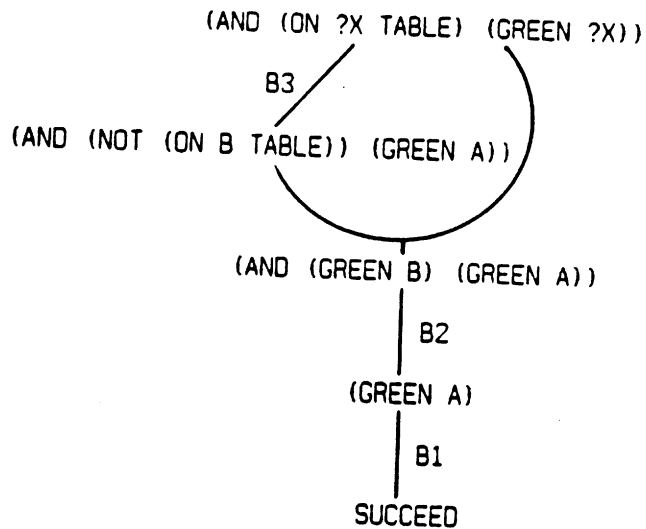 (AND (ON ?X TABLE) (GREEN ?X))
B3
(AND (NOT (ON B TABLE)) (GREEN A))
(AND (GREEN B) (GREEN A))
B2
(GREEN A)
B1
SUCCEED